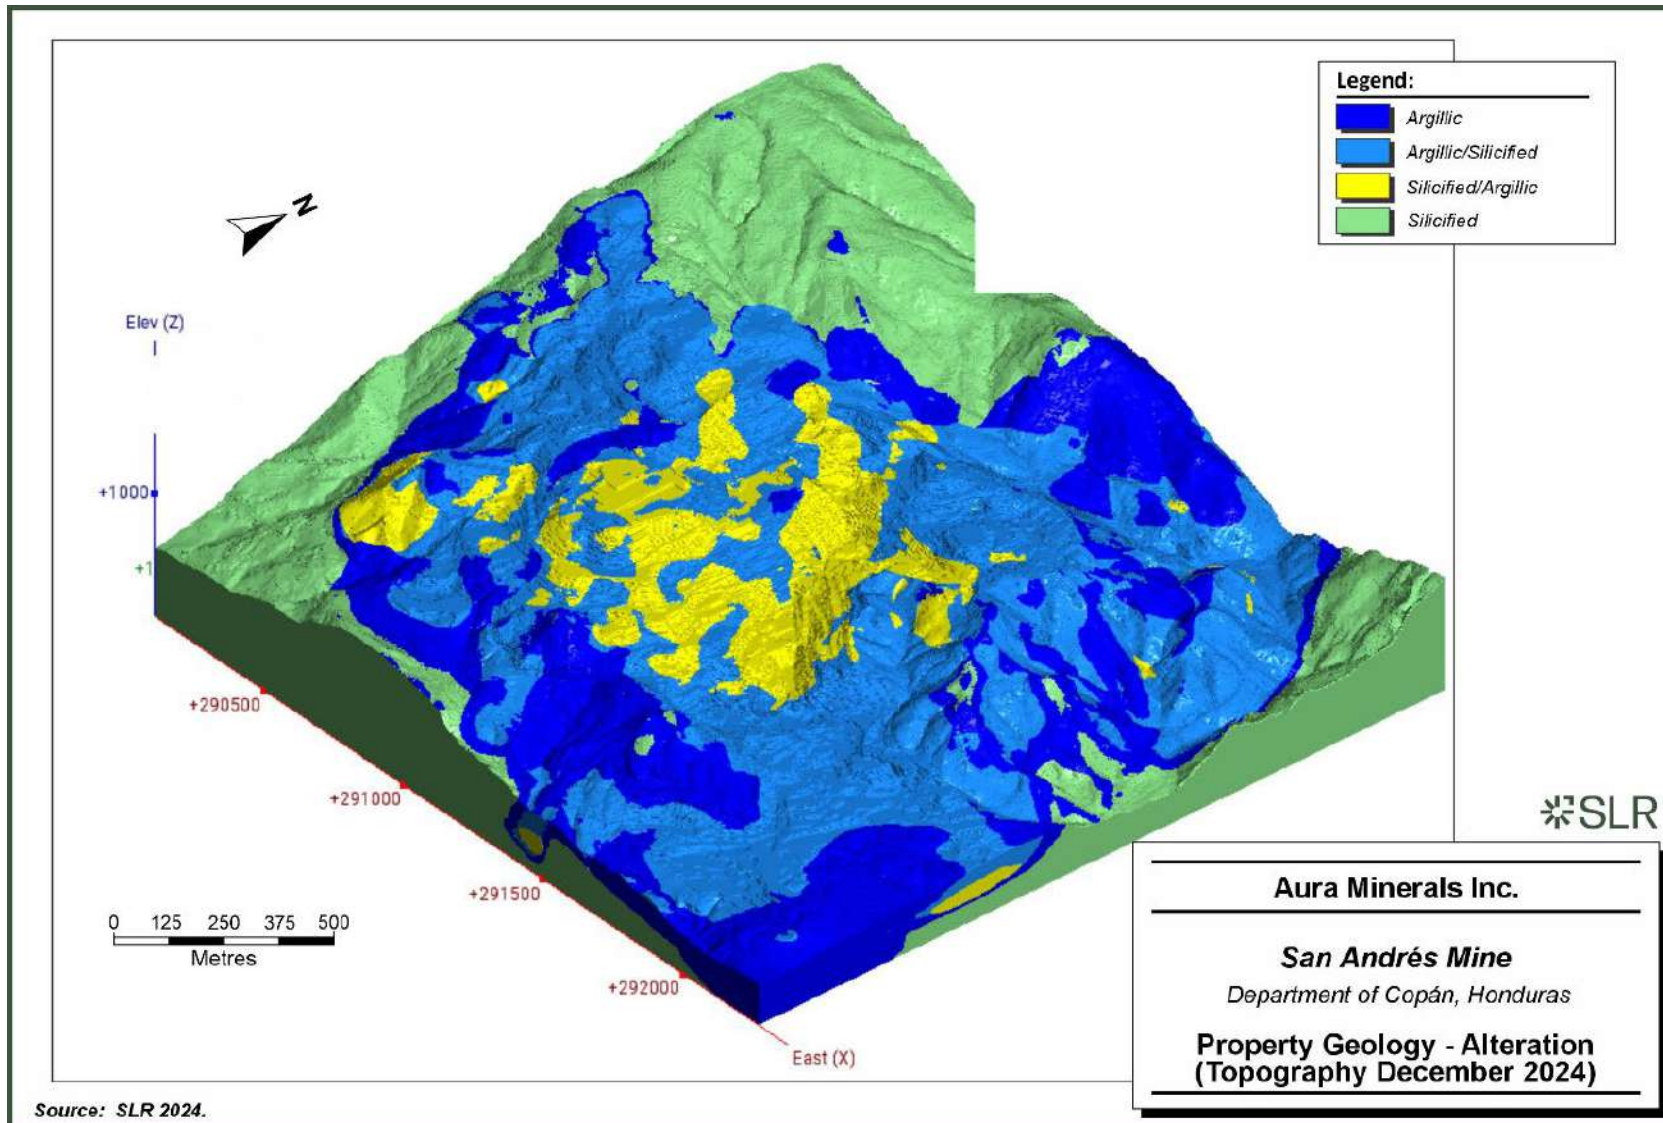 Legend:
Argillic
Argillic/Silicified
Silicified/Argillic
Silicified
N
Elev (Z)
+1000
+1
+290500
+291000
+291500
+292000
East (X)
0 125 250 375 500
Metres
SLR
Aura Minerals Inc.
San Andrés Mine
Department of Copán, Honduras
Property Geology - Alteration
(Topography December 2024)
Source: SLR 2024.